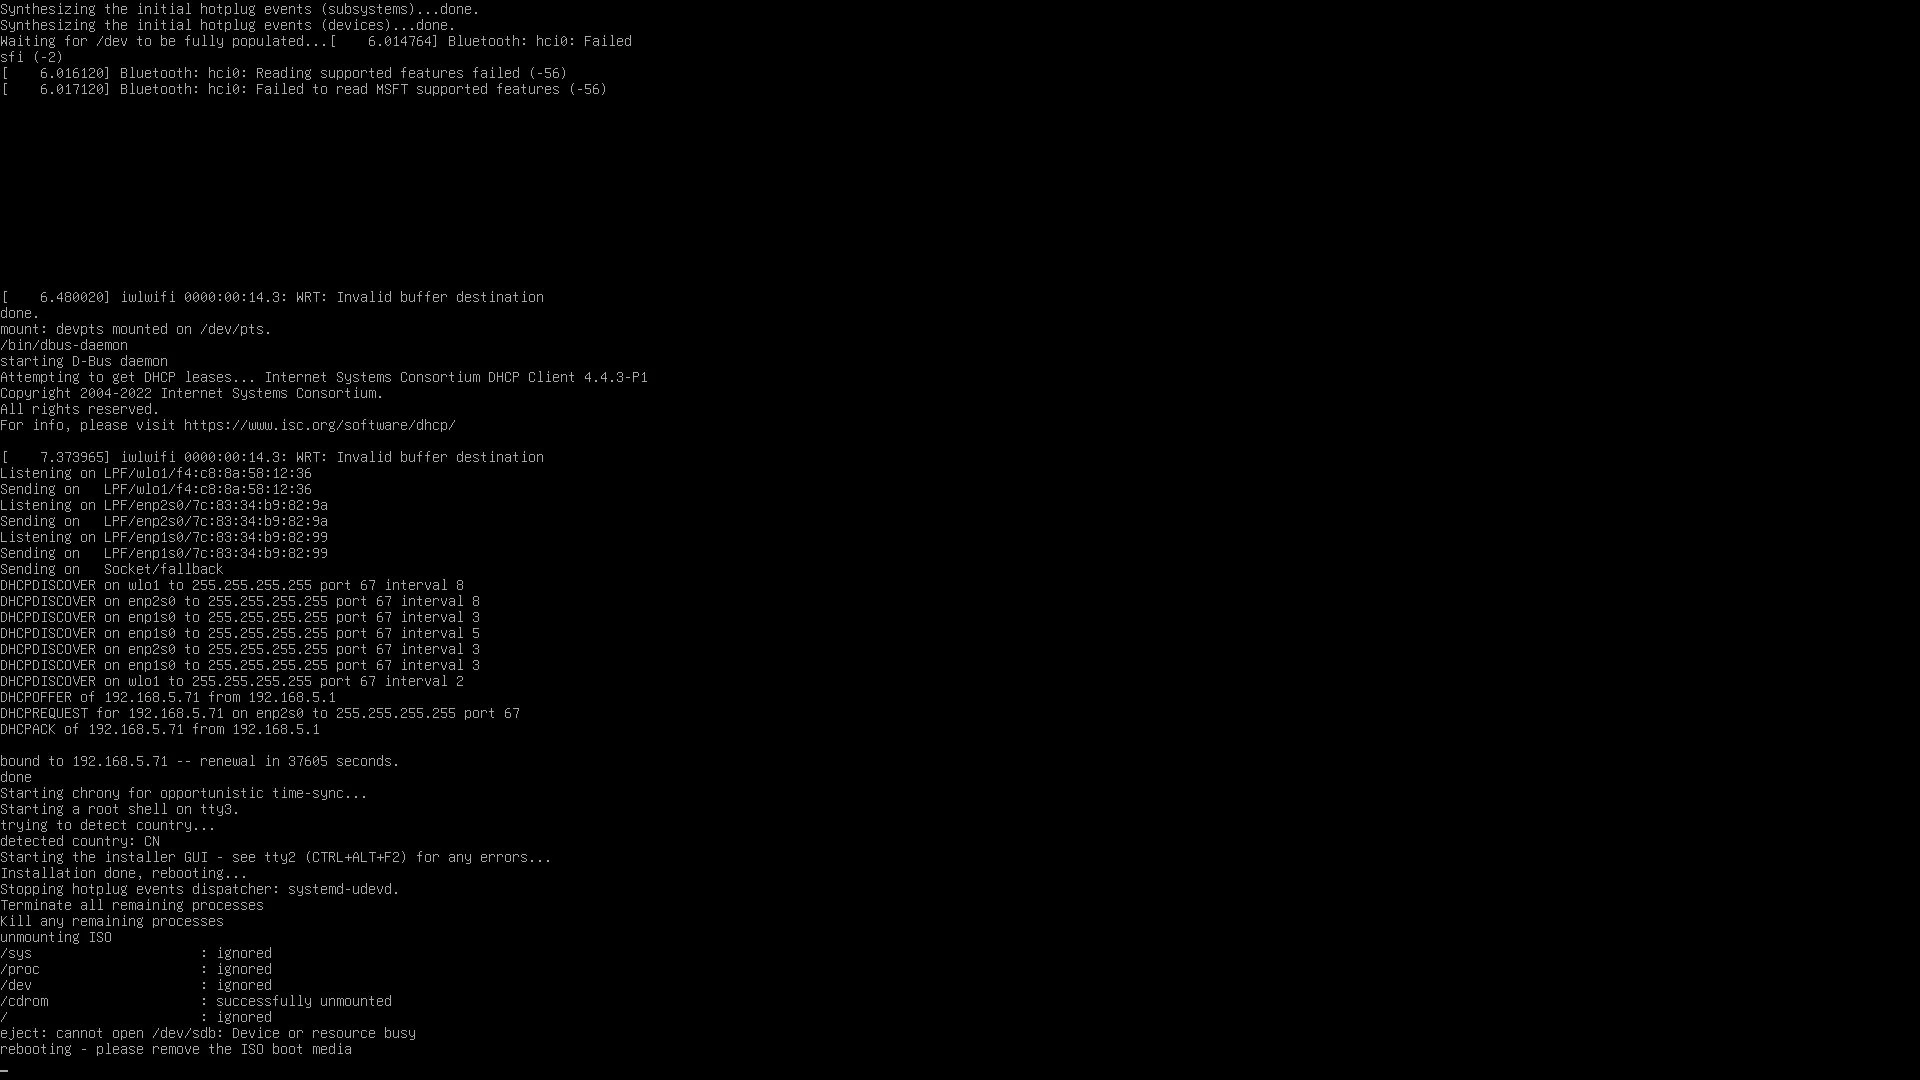 Synthesizing the initial hotplug events (subsystems)...done.
Synthesizing the initial hotplug events (devices)...done.
Waiting for /dev to be fully populated...[    6.014764] Bluetooth: hci0: Failed
sfi (-2)
[    6.016120] Bluetooth: hci0: Reading supported features failed (-56)
[    6.017120] Bluetooth: hci0: Failed to read MSFT supported features (-56)
[    6.480020] iwlwifi 0000:00:14.3: WRT: Invalid buffer destination
done.
mount: devpts mounted on /dev/pts.
/bin/dbus-daemon
starting D-Bus daemon
Attempting to get DHCP leases... Internet Systems Consortium DHCP Client 4.4.3-P1
Copyright 2004-2022 Internet Systems Consortium.
All rights reserved.
For info, please visit https://www.isc.org/software/dhcp/
[    7.373965] iwlwifi 0000:00:14.3: WRT: Invalid buffer destination
Listening on LPF/wlo1/f4:c8:8a:58:12:36
Sending on   LPF/wlo1/f4:c8:8a:58:12:36
Listening on LPF/enp2s0/7c:83:34:b9:82:9a
Sending on   LPF/enp2s0/7c:83:34:b9:82:9a
Listening on LPF/enp1s0/7c:83:34:b9:82:99
Sending on   LPF/enp1s0/7c:83:34:b9:82:99
Sending on   Socket/fallback
DHCPDISCOVER on wlo1 to 255.255.255.255 port 67 interval 8
DHCPDISCOVER on enp2s0 to 255.255.255.255 port 67 interval 8
DHCPDISCOVER on enp1s0 to 255.255.255.255 port 67 interval 3
DHCPDISCOVER on enp1s0 to 255.255.255.255 port 67 interval 5
DHCPDISCOVER on enp2s0 to 255.255.255.255 port 67 interval 3
DHCPDISCOVER on enp1s0 to 255.255.255.255 port 67 interval 3
DHCPDISCOVER on wlo1 to 255.255.255.255 port 67 interval 2
DHCPOFFER of 192.168.5.71 from 192.168.5.1
DHCPREQUEST for 192.168.5.71 on enp2s0 to 255.255.255.255 port 67
DHCPACK of 192.168.5.71 from 192.168.5.1
bound to 192.168.5.71 -- renewal in 37605 seconds.
done
Starting chrony for opportunistic time-sync...
Starting a root shell on tty3.
trying to detect country...
detected country: CN
Starting the installer GUI - see tty2 (CTRL+ALT+F2) for any errors...
Installation done, rebooting...
Stopping hotplug events dispatcher: systemd-udevd.
Terminate all remaining processes
Kill any remaining processes
unmounting ISO
/sys                     : ignored
/proc                    : ignored
/dev                     : ignored
/cdrom                   : successfully unmounted
/                        : ignored
eject: cannot open /dev/sdb: Device or resource busy
rebooting - please remove the ISO boot media